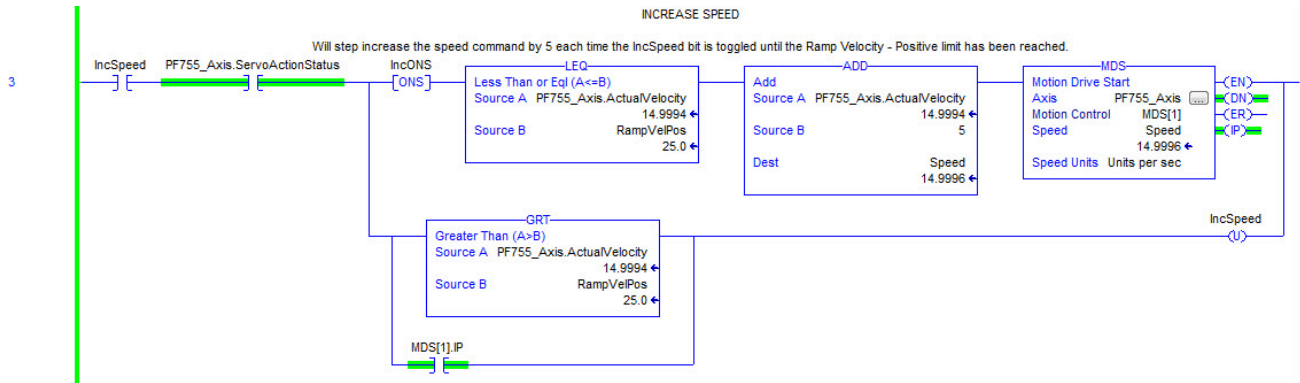 INCREASE SPEED
Will step increase the speed command by 5 each time the IncSpeed bit is toggled until the Ramp Velocity - Positive limit has been reached.
3
IncSpeed
PF755_Axis.ServoActionStatus
IncONS
ONS
LEQ
Less Than or Eql (A<=B)
Source A PF755_Axis.ActualVelocity
14.9994
Source B RampVelPos
25.0
ADD
Add
Source A PF755_Axis.ActualVelocity
14.9994
Source B 5
Dest Speed
14.9996
MDS
Motion Drive Start
Axis PF755_Axis ...
Motion Control MDS[1]
Speed Speed
14.9996
Speed Units Units per sec
EN
DN
ER
IP
GRT
Greater Than (A>B)
Source A PF755_Axis.ActualVelocity
14.9994
Source B RampVelPos
25.0
IncSpeed
U
MDS[1].IP